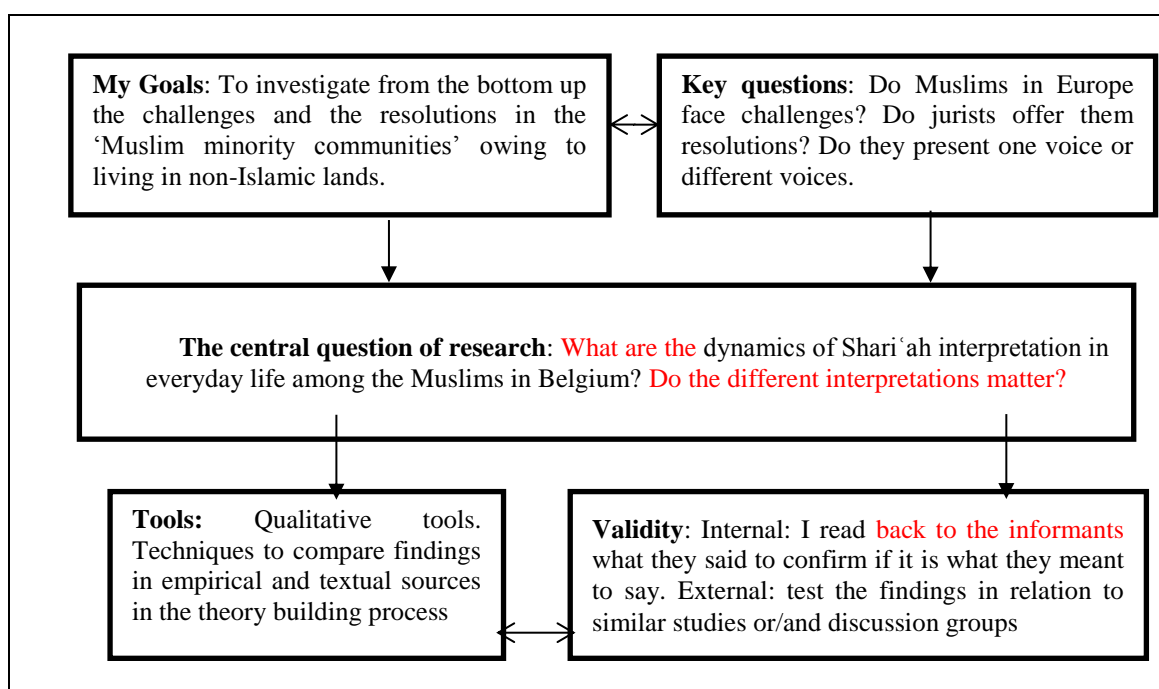 My Goals: To investigate from the bottom up
the challenges and the resolutions in the
‘Muslim minority communities’ owing to
living in non-Islamic lands.
Key questions: Do Muslims in Europe
face challenges? Do jurists offer them
resolutions? Do they present one voice or
different voices.
The central question of research: What are the dynamics of Shariʿah interpretation in
everyday life among the Muslims in Belgium? Do the different interpretations matter?
Tools: Qualitative tools.
Techniques to compare findings
in empirical and textual sources
in the theory building process
Validity: Internal: I read back to the informants
what they said to confirm if it is what they meant
to say. External: test the findings in relation to
similar studies or/and discussion groups